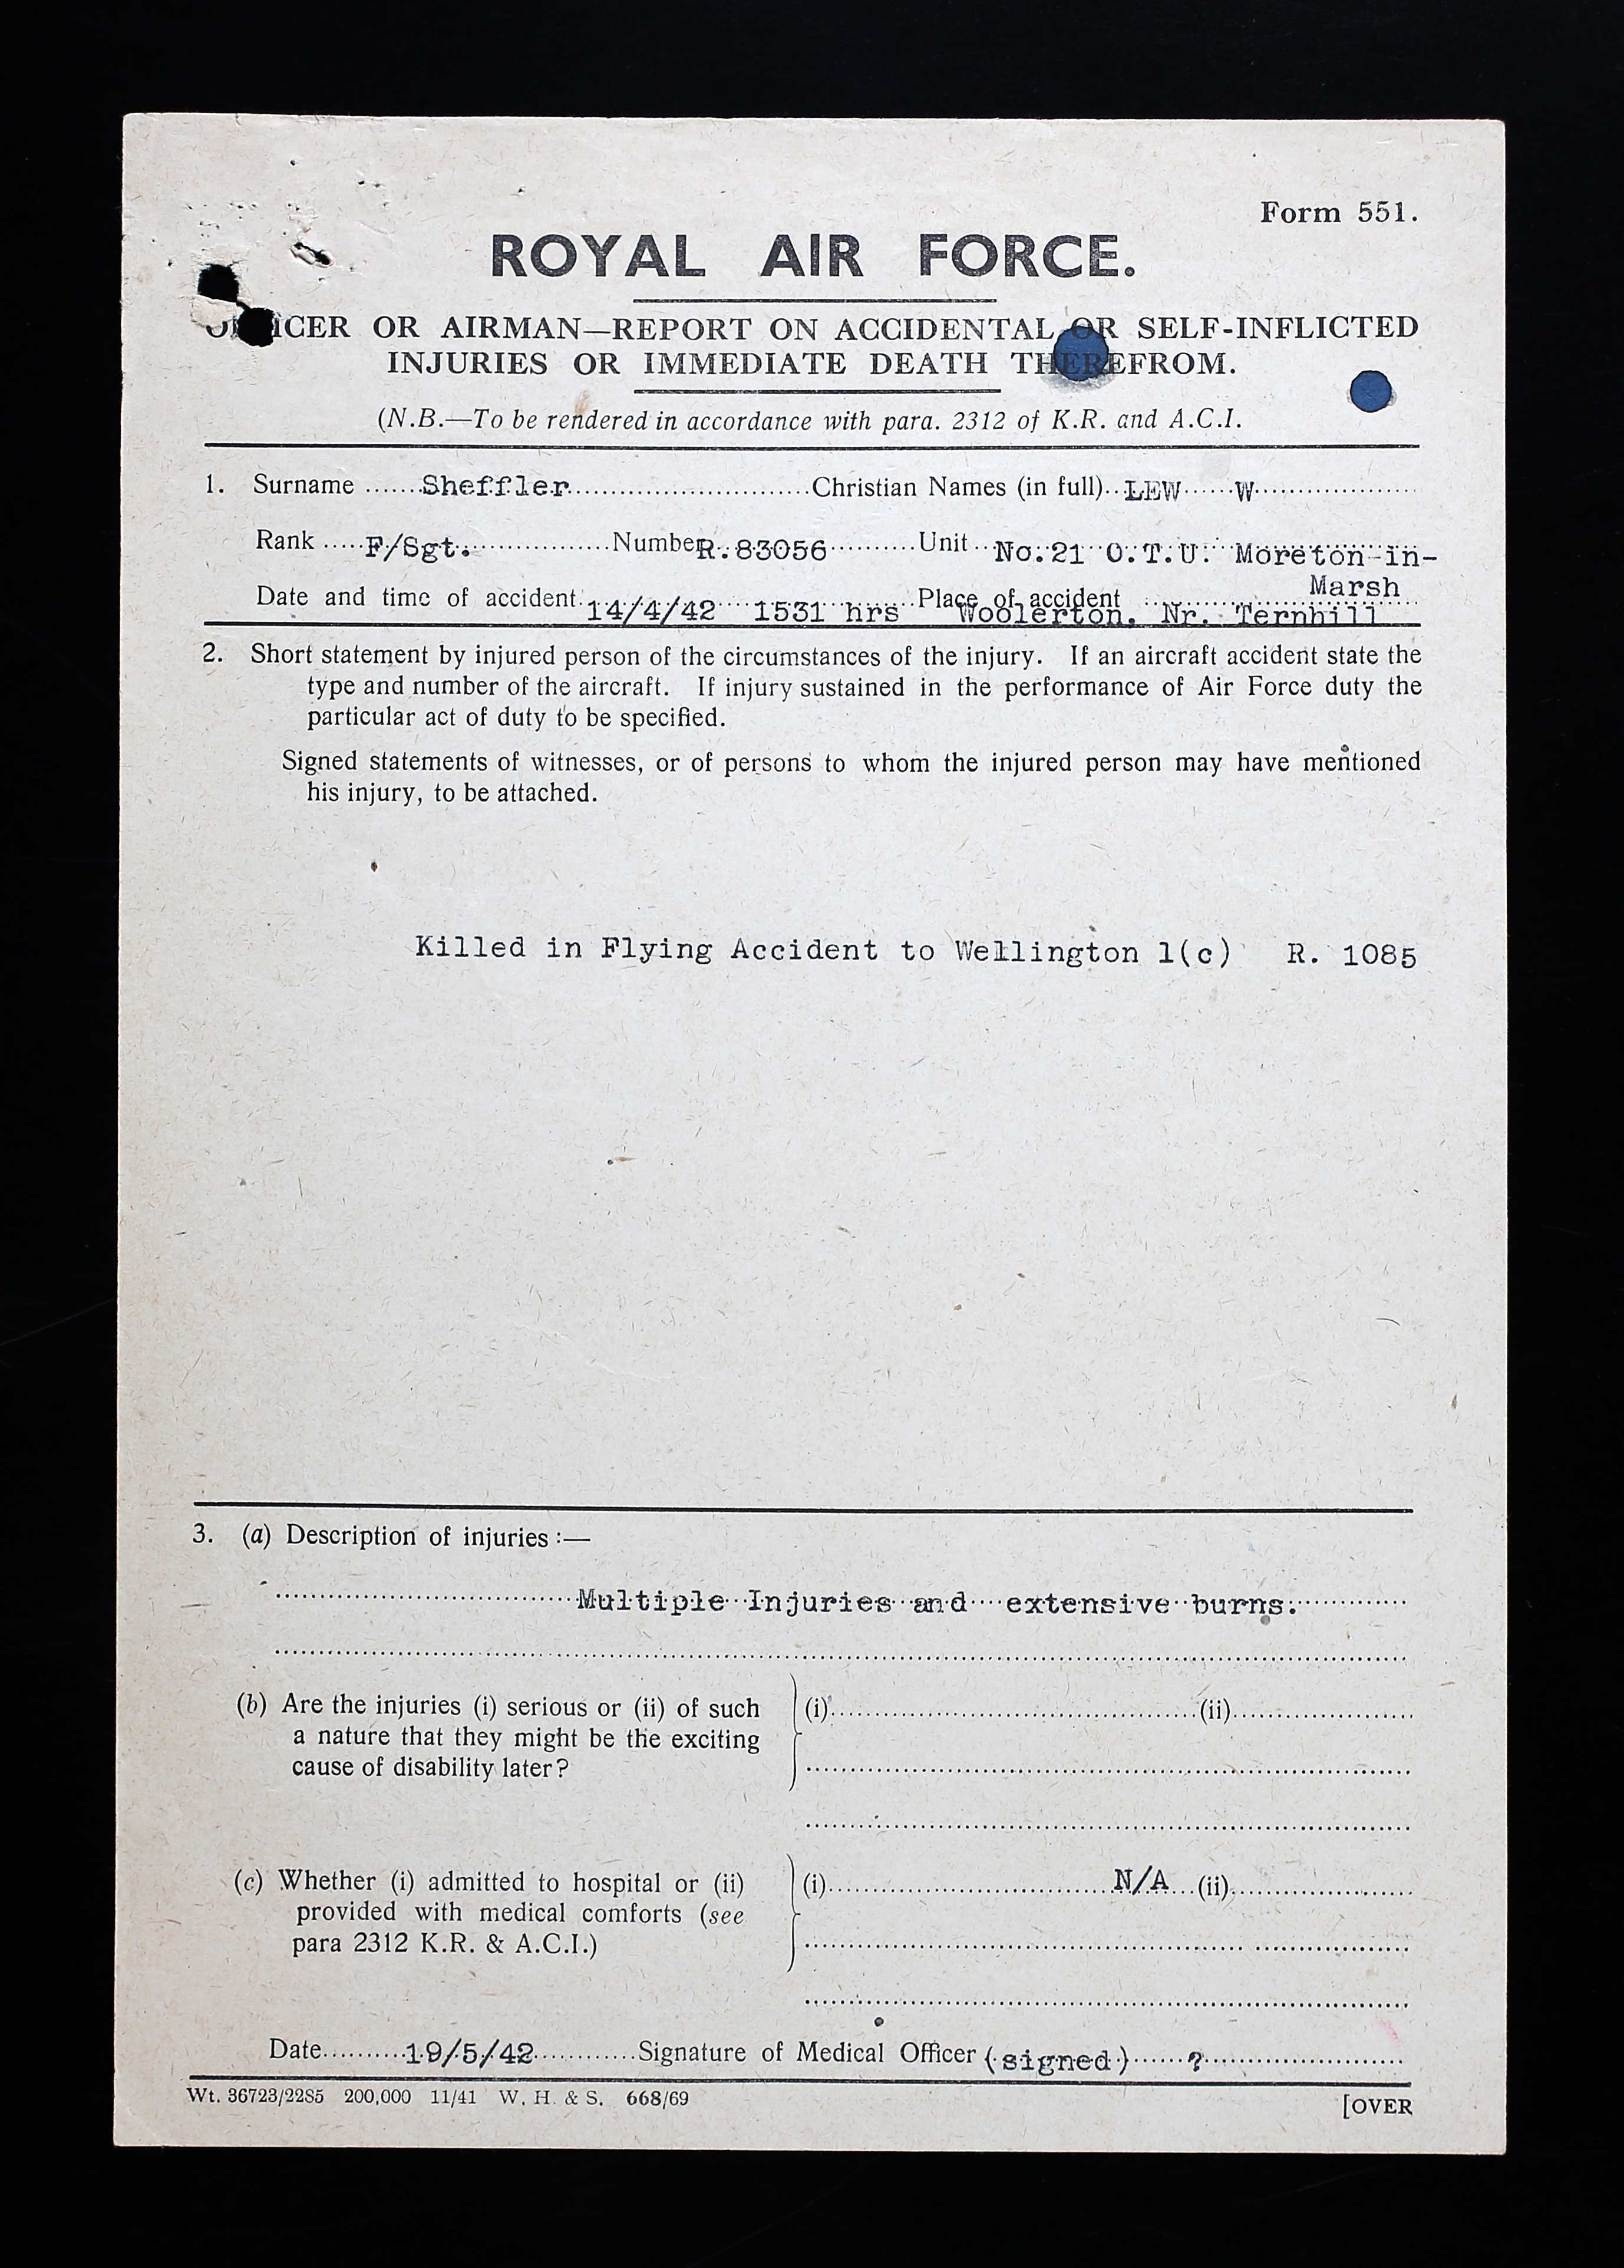 Form 551.
ROYAL AIR FORCE.
OFFICER OR AIRMAN—REPORT ON ACCIDENTAL OR SELF-INFLICTED
INJURIES OR IMMEDIATE DEATH THEREFROM.
(N.B.—To be rendered in accordance with para. 2312 of K.R. and A.C.I.
1. Surname Sheffler Christian Names (in full) LEW W
Rank F/Sgt. Number R.83056 Unit No.21 O.T.U. Moreton-in-
Marsh
Date and time of accident 14/4/42 1531 hrs Place of accident Woolerton. Nr. Ternhill
2. Short statement by injured person of the circumstances of the injury. If an aircraft accident state the
type and number of the aircraft. If injury sustained in the performance of Air Force duty the
particular act of duty to be specified.
Signed statements of witnesses, or of persons to whom the injured person may have mentioned
his injury, to be attached.
Killed in Flying Accident to Wellington 1(c) R. 1085
3. (a) Description of injuries :—
Multiple Injuries and extensive burns.
(b) Are the injuries (i) serious or (ii) of such (i) (ii)
a nature that they might be the exciting
cause of disability later?
(c) Whether (i) admitted to hospital or (ii) (i) N/A (ii)
provided with medical comforts (see
para 2312 K.R. & A.C.I.)
Date 19/5/42 Signature of Medical Officer (signed) ?
Wt. 36723/2285 200,000 11/41 W. H. & S. 668/69
[OVER